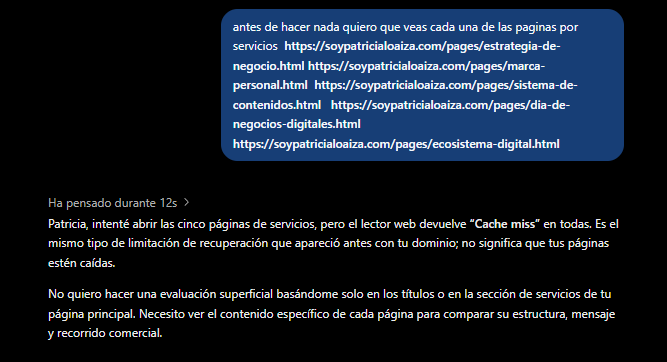 antes de hacer nada quiero que veas cada una de las paginas por
servicios  https://soypatricialoaiza.com/pages/estrategia-de-
negocio.html https://soypatricialoaiza.com/pages/marca-
personal.html  https://soypatricialoaiza.com/pages/sistema-de-
contenidos.html   https://soypatricialoaiza.com/pages/dia-de-
negocios-digitales.html
https://soypatricialoaiza.com/pages/ecosistema-digital.html
Ha pensado durante 12s >
Patricia, intenté abrir las cinco páginas de servicios, pero el lector web devuelve “Cache miss” en todas. Es el
mismo tipo de limitación de recuperación que apareció antes con tu dominio; no significa que tus páginas
estén caídas.
No quiero hacer una evaluación superficial basándome solo en los títulos o en la sección de servicios de tu
página principal. Necesito ver el contenido específico de cada página para comparar su estructura, mensaje
y recorrido comercial.